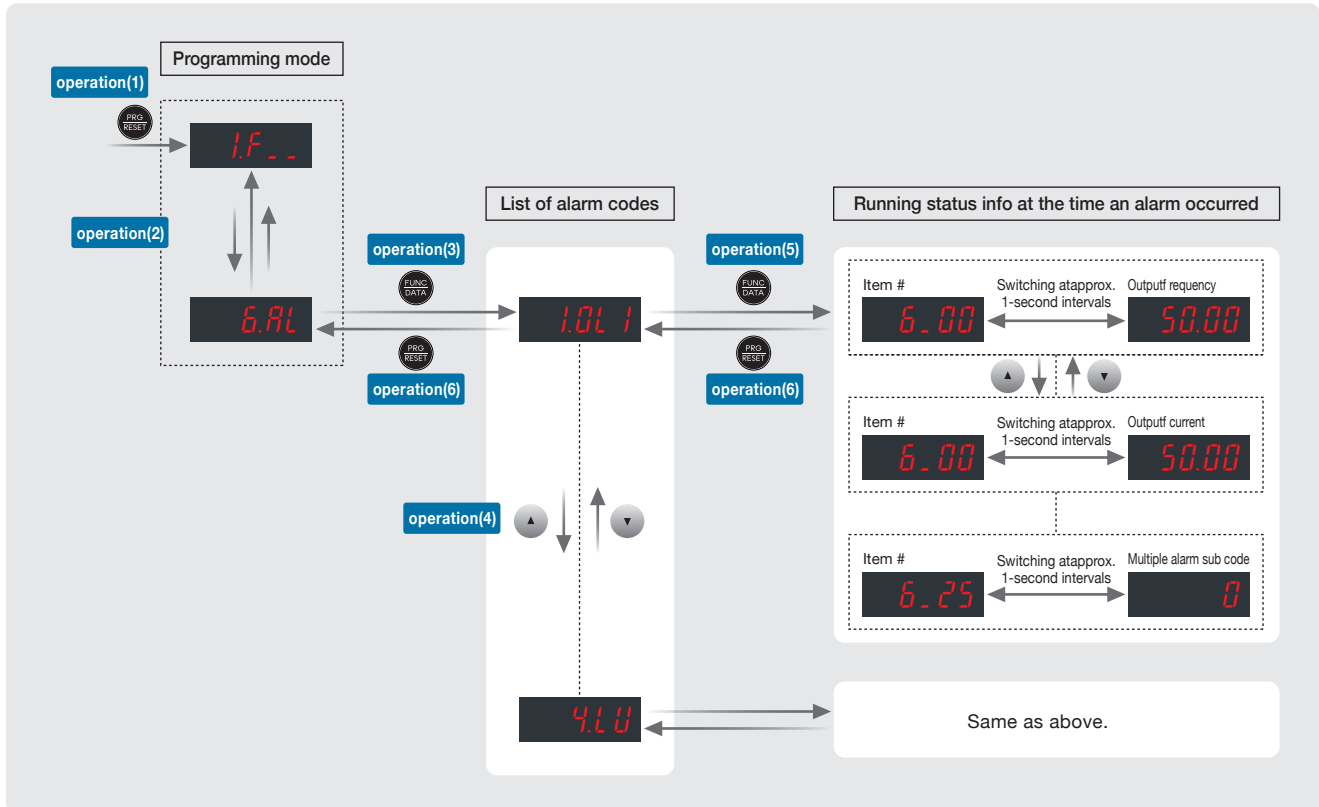 Programming mode
operation(1)
PRG
RESET
1.F_ _
operation(2)
6.AL
List of alarm codes
operation(3)
FUNC
DATA
1.OL1
PRG
RESET
operation(6)
operation(4)
▲
▼
4.LU
Running status info at the time an alarm occurred
operation(5)
FUNC
DATA
PRG
RESET
operation(6)
Item #
Switching atapprox.
1-second intervals
Outputf requency
6_00
50.00
▲
▼
Item #
Switching atapprox.
1-second intervals
Outputf current
6_00
50.00
Item #
Switching atapprox.
1-second intervals
Multiple alarm sub code
6_25
0
Same as above.